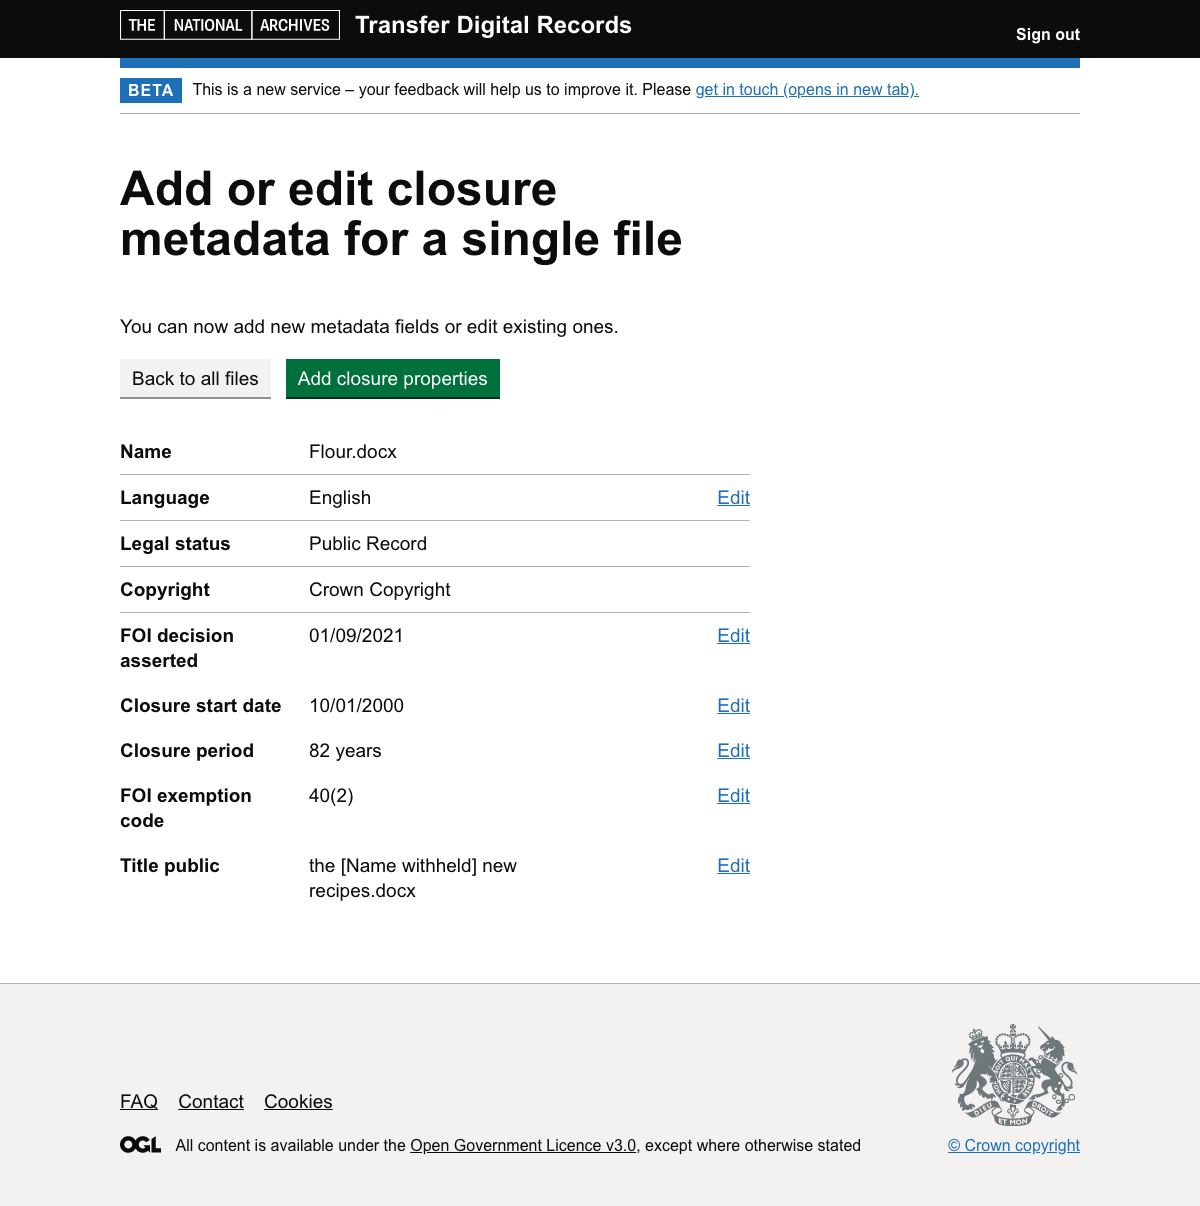 THE NATIONAL ARCHIVES Transfer Digital Records
Sign out
BETA This is a new service – your feedback will help us to improve it. Please get in touch (opens in new tab).
Add or edit closure
metadata for a single file
You can now add new metadata fields or edit existing ones.
Back to all files Add closure properties
Name Flour.docx
Language English Edit
Legal status Public Record
Copyright Crown Copyright
FOI decision 01/09/2021 Edit
asserted
Closure start date 10/01/2000 Edit
Closure period 82 years Edit
FOI exemption 40(2) Edit
code
Title public the [Name withheld] new Edit
recipes.docx
DIEU ET MON DROIT
FAQ Contact Cookies
OGL All content is available under the Open Government Licence v3.0, except where otherwise stated
© Crown copyright